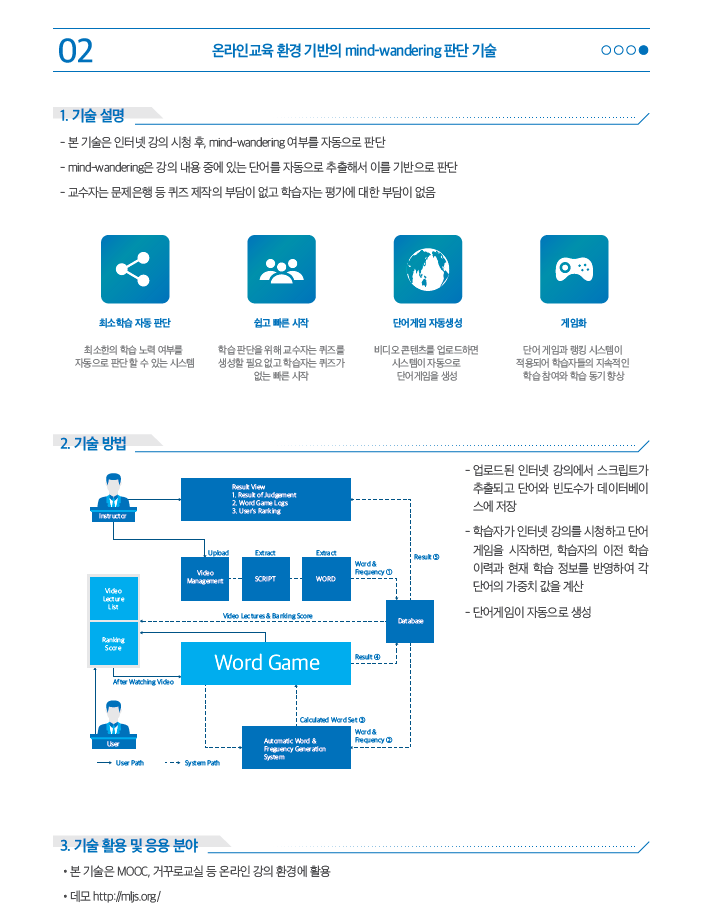 02
온라인교육 환경 기반의 mind-wandering 판단 기술
1. 기술 설명
- 본 기술은 인터넷 강의 시청 후, mind-wandering 여부를 자동으로 판단
- mind-wandering은 강의 내용 중에 있는 단어를 자동으로 추출해서 이를 기반으로 판단
- 교수자는 문제은행 등 퀴즈 제작의 부담이 없고 학습자는 평가에 대한 부담이 없음
최소학습 자동 판단
최소한의 학습 노력 여부를
자동으로 판단 할 수 있는 시스템
쉽고 빠른 시작
학습 판단을 위해 교수자는 퀴즈를
생성할 필요 없고 학습자는 퀴즈가
없는 빠른 시작
단어게임 자동생성
비디오 콘텐츠를 업로드하면
시스템이 자동으로
단어게임을 생성
게임화
단어 게임과 랭킹 시스템이
적용되어 학습자들의 지속적인
학습 참여와 학습 동기 향상
2. 기술 방법
Result View
1. Result of Judgement
2. Word Game Logs
3. User's Ranking
Instructor
Upload
Extract
Extract
Video
Management
SCRIPT
WORD
Word &
Frequency ①
Result ⑤
Video
Lecture
List
Ranking
Score
Video Lectures & Banking Score
Database
Word Game
Result ④
After Watching Video
Calculated Word Set ③
User
Automatic Word &
Freguency Generation
System
Word &
Frequency ②
User Path
System Path
- 업로드된 인터넷 강의에서 스크립트가
추출되고 단어와 빈도수가 데이터베이
스에 저장
- 학습자가 인터넷 강의를 시청하고 단어
게임을 시작하면, 학습자의 이전 학습
이력과 현재 학습 정보를 반영하여 각
단어의 가중치 값을 계산
- 단어게임이 자동으로 생성
3. 기술 활용 및 응용 분야
• 본 기술은 MOOC, 거꾸로교실 등 온라인 강의 환경에 활용
• 데모 http://mljs.org/